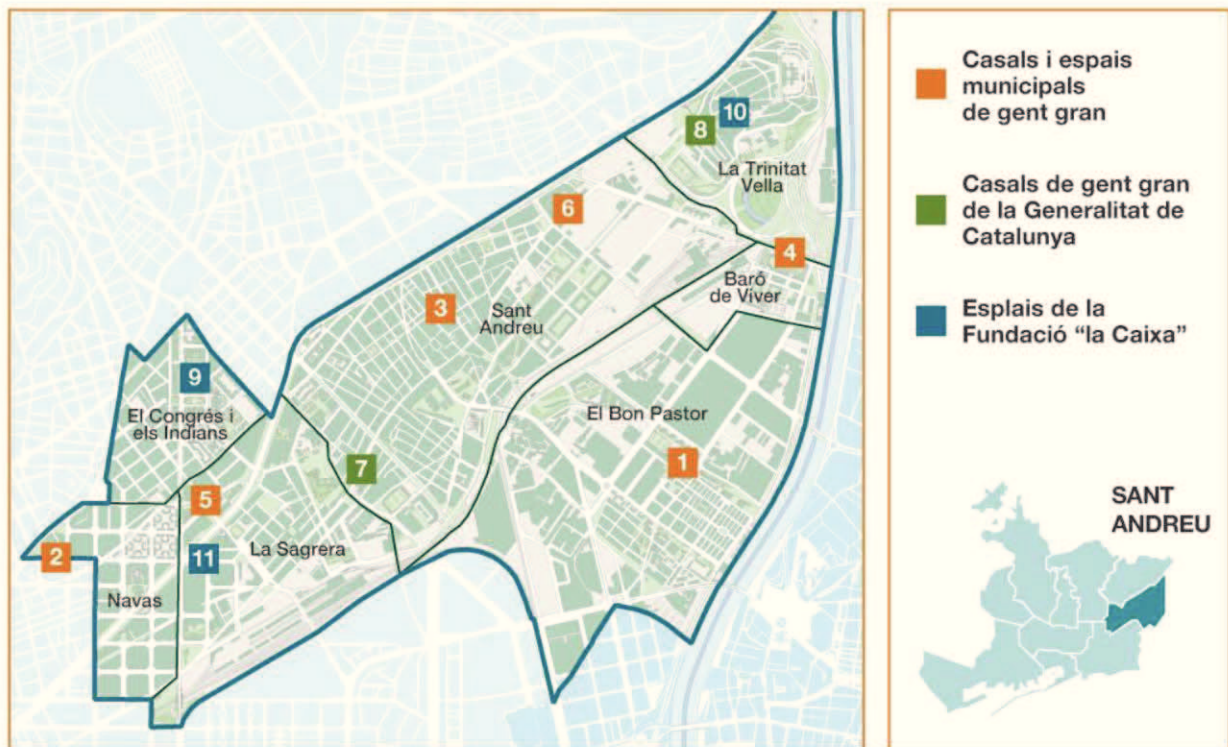 10
8
La Trinitat
Vella
6
4
Baró
de Viver
3
Sant
Andreu
9
El Congrés i
els Indians
El Bon Pastor
1
7
5
La Sagrera
2
11
Navas
Casals i espais
municipals
de gent gran
Casals de gent gran
de la Generalitat de
Catalunya
Esplais de la
Fundació “la Caixa”
SANT
ANDREU